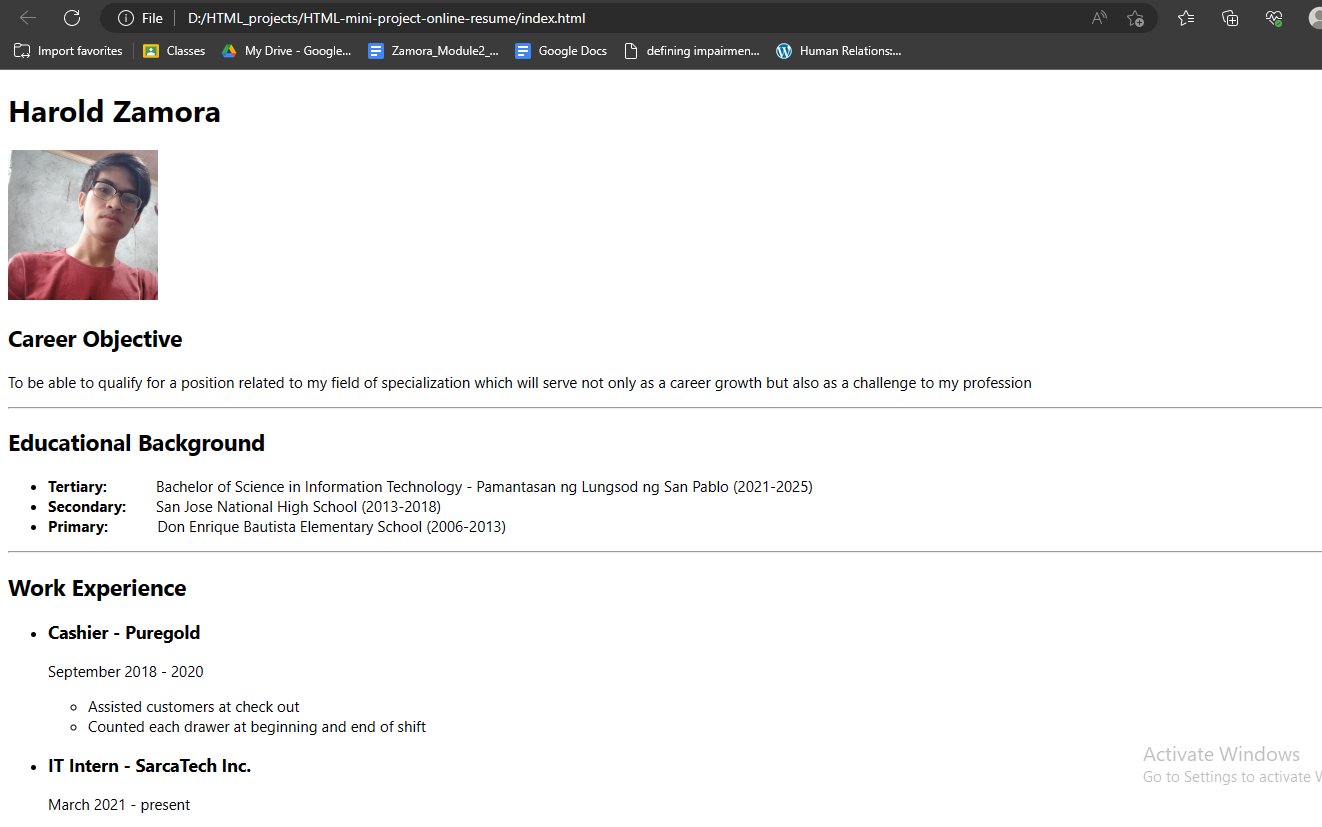 File D:/HTML_projects/HTML-mini-project-online-resume/index.html
Import favorites Classes My Drive - Google... Zamora_Module2_... Google Docs defining impairmen... Human Relations:...
Harold Zamora
Career Objective
To be able to qualify for a position related to my field of specialization which will serve not only as a career growth but also as a challenge to my profession
Educational Background
Tertiary: Bachelor of Science in Information Technology - Pamantasan ng Lungsod ng San Pablo (2021-2025)
Secondary: San Jose National High School (2013-2018)
Primary: Don Enrique Bautista Elementary School (2006-2013)
Work Experience
Cashier - Puregold
September 2018 - 2020
Assisted customers at check out
Counted each drawer at beginning and end of shift
IT Intern - SarcaTech Inc.
March 2021 - present
Activate Windows
Go to Settings to activate